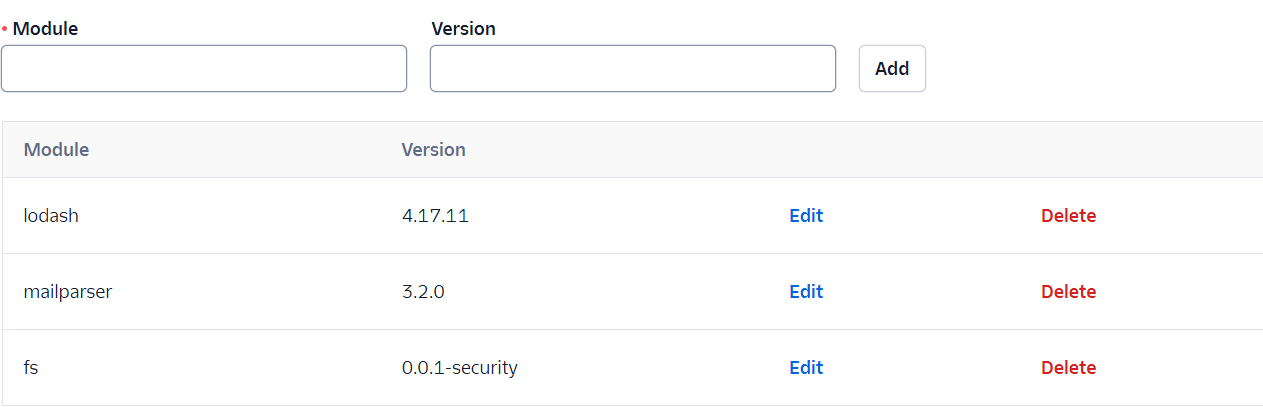 • Module Version
Add
Module Version
lodash 4.17.11 Edit Delete
mailparser 3.2.0 Edit Delete
fs 0.0.1-security Edit Delete